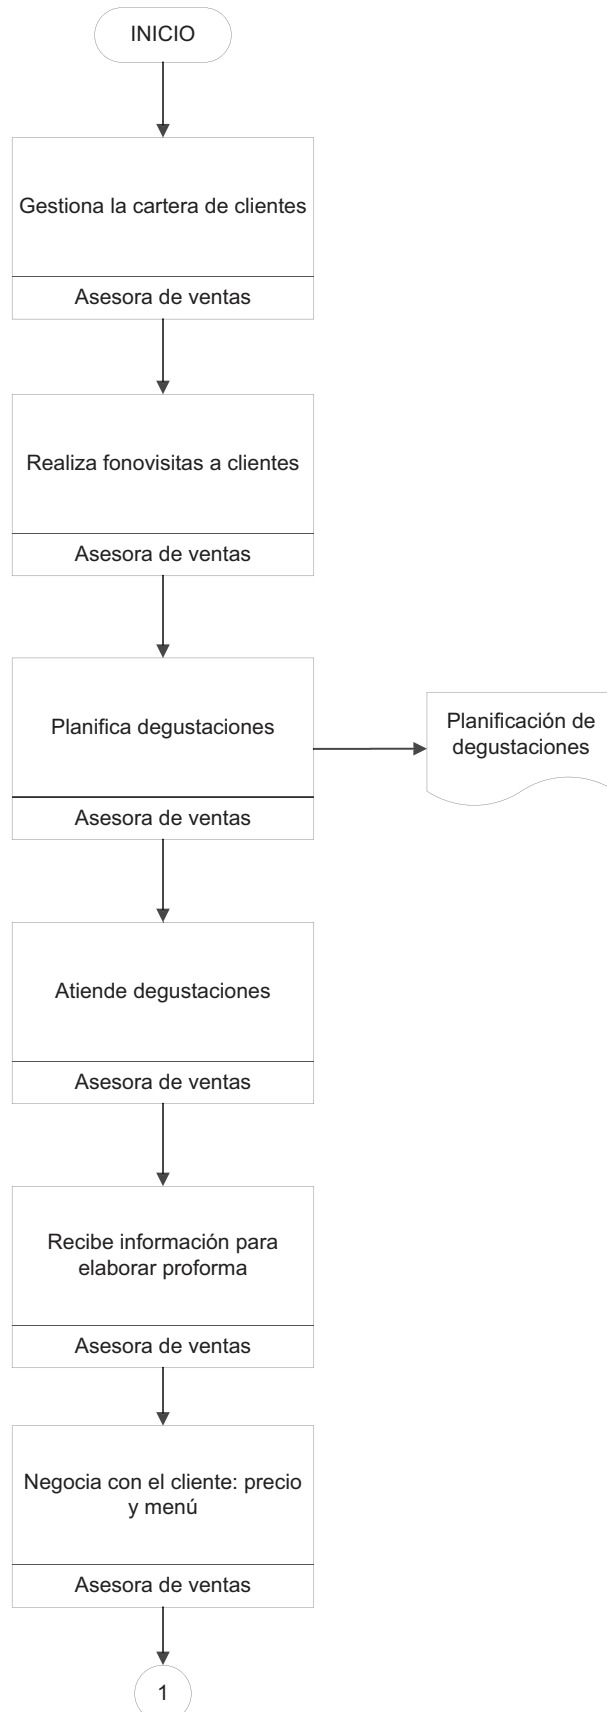 INICIO
Gestiona la cartera de clientes
Asesora de ventas
Realiza fonovisitas a clientes
Asesora de ventas
Planifica degustaciones
Asesora de ventas
Planificación de
degustaciones
Atiende degustaciones
Asesora de ventas
Recibe información para
elaborar proforma
Asesora de ventas
Negocia con el cliente: precio
y menú
Asesora de ventas
1